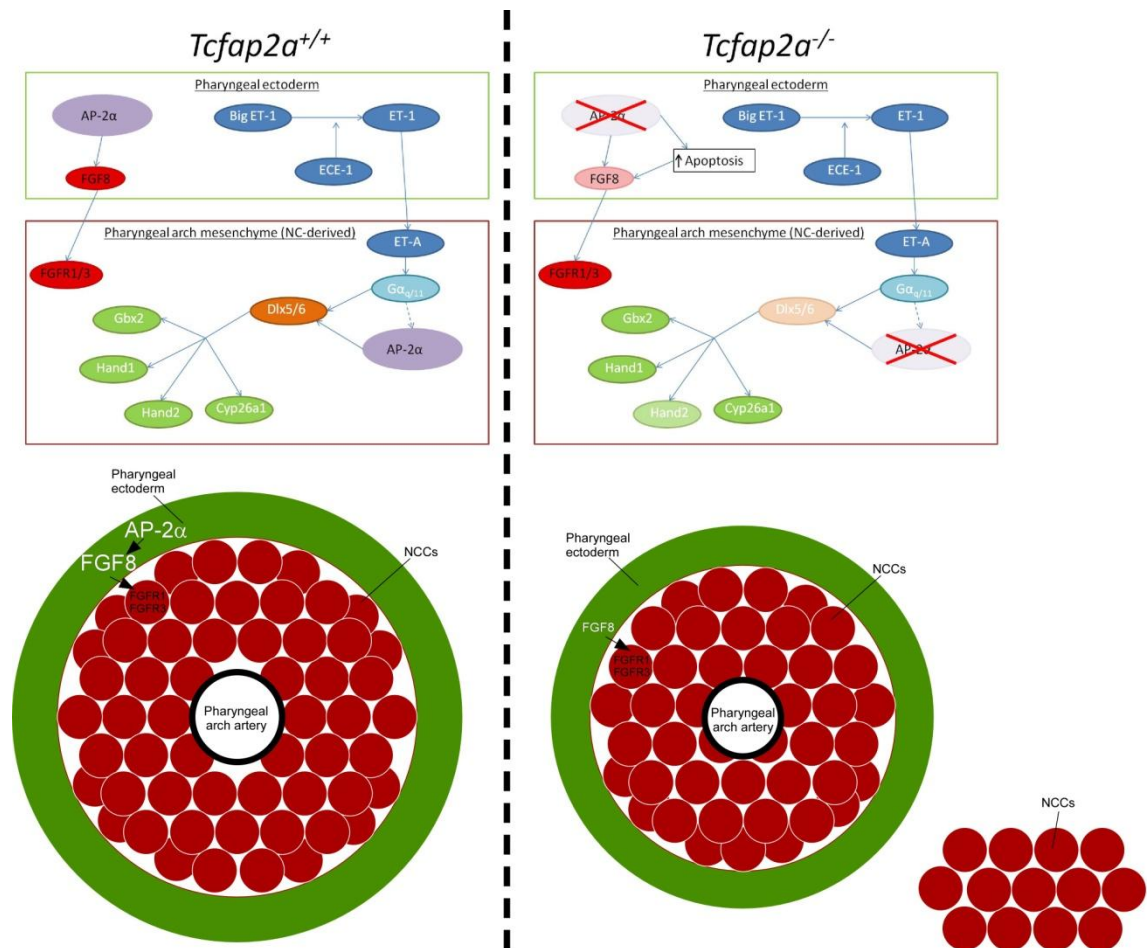 Tcfap2a+/+
Pharyngeal ectoderm
AP-2α
Big ET-1
ET-1
FGF8
ECE-1
Pharyngeal arch mesenchyme (NC-derived)
ET-A
FGFR1/3
Gαq/11
Dlx5/6
Gbx2
AP-2α
Hand1
Hand2
Cyp26a1
Pharyngeal
ectoderm
AP-2α
FGF8
NCCs
FGFR1
FGFR3
Pharyngeal
arch artery
Tcfap2a-/-
Pharyngeal ectoderm
AP-2α
Big ET-1
ET-1
↑ Apoptosis
FGF8
ECE-1
Pharyngeal arch mesenchyme (NC-derived)
ET-A
FGFR1/3
Gαq/11
Dlx5/6
Gbx2
AP-2α
Hand1
Hand2
Cyp26a1
Pharyngeal
ectoderm
NCCs
FGF8
FGFR1
FGFR3
Pharyngeal
arch artery
NCCs